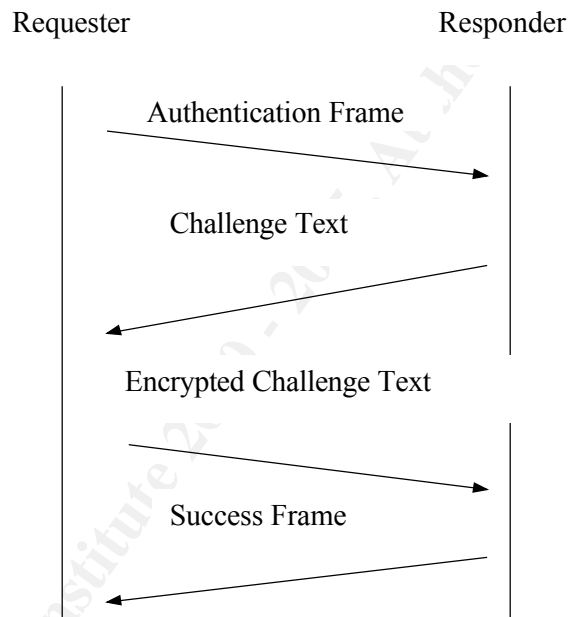 Requester
Responder
Authentication Frame
Challenge Text
Encrypted Challenge Text
Success Frame